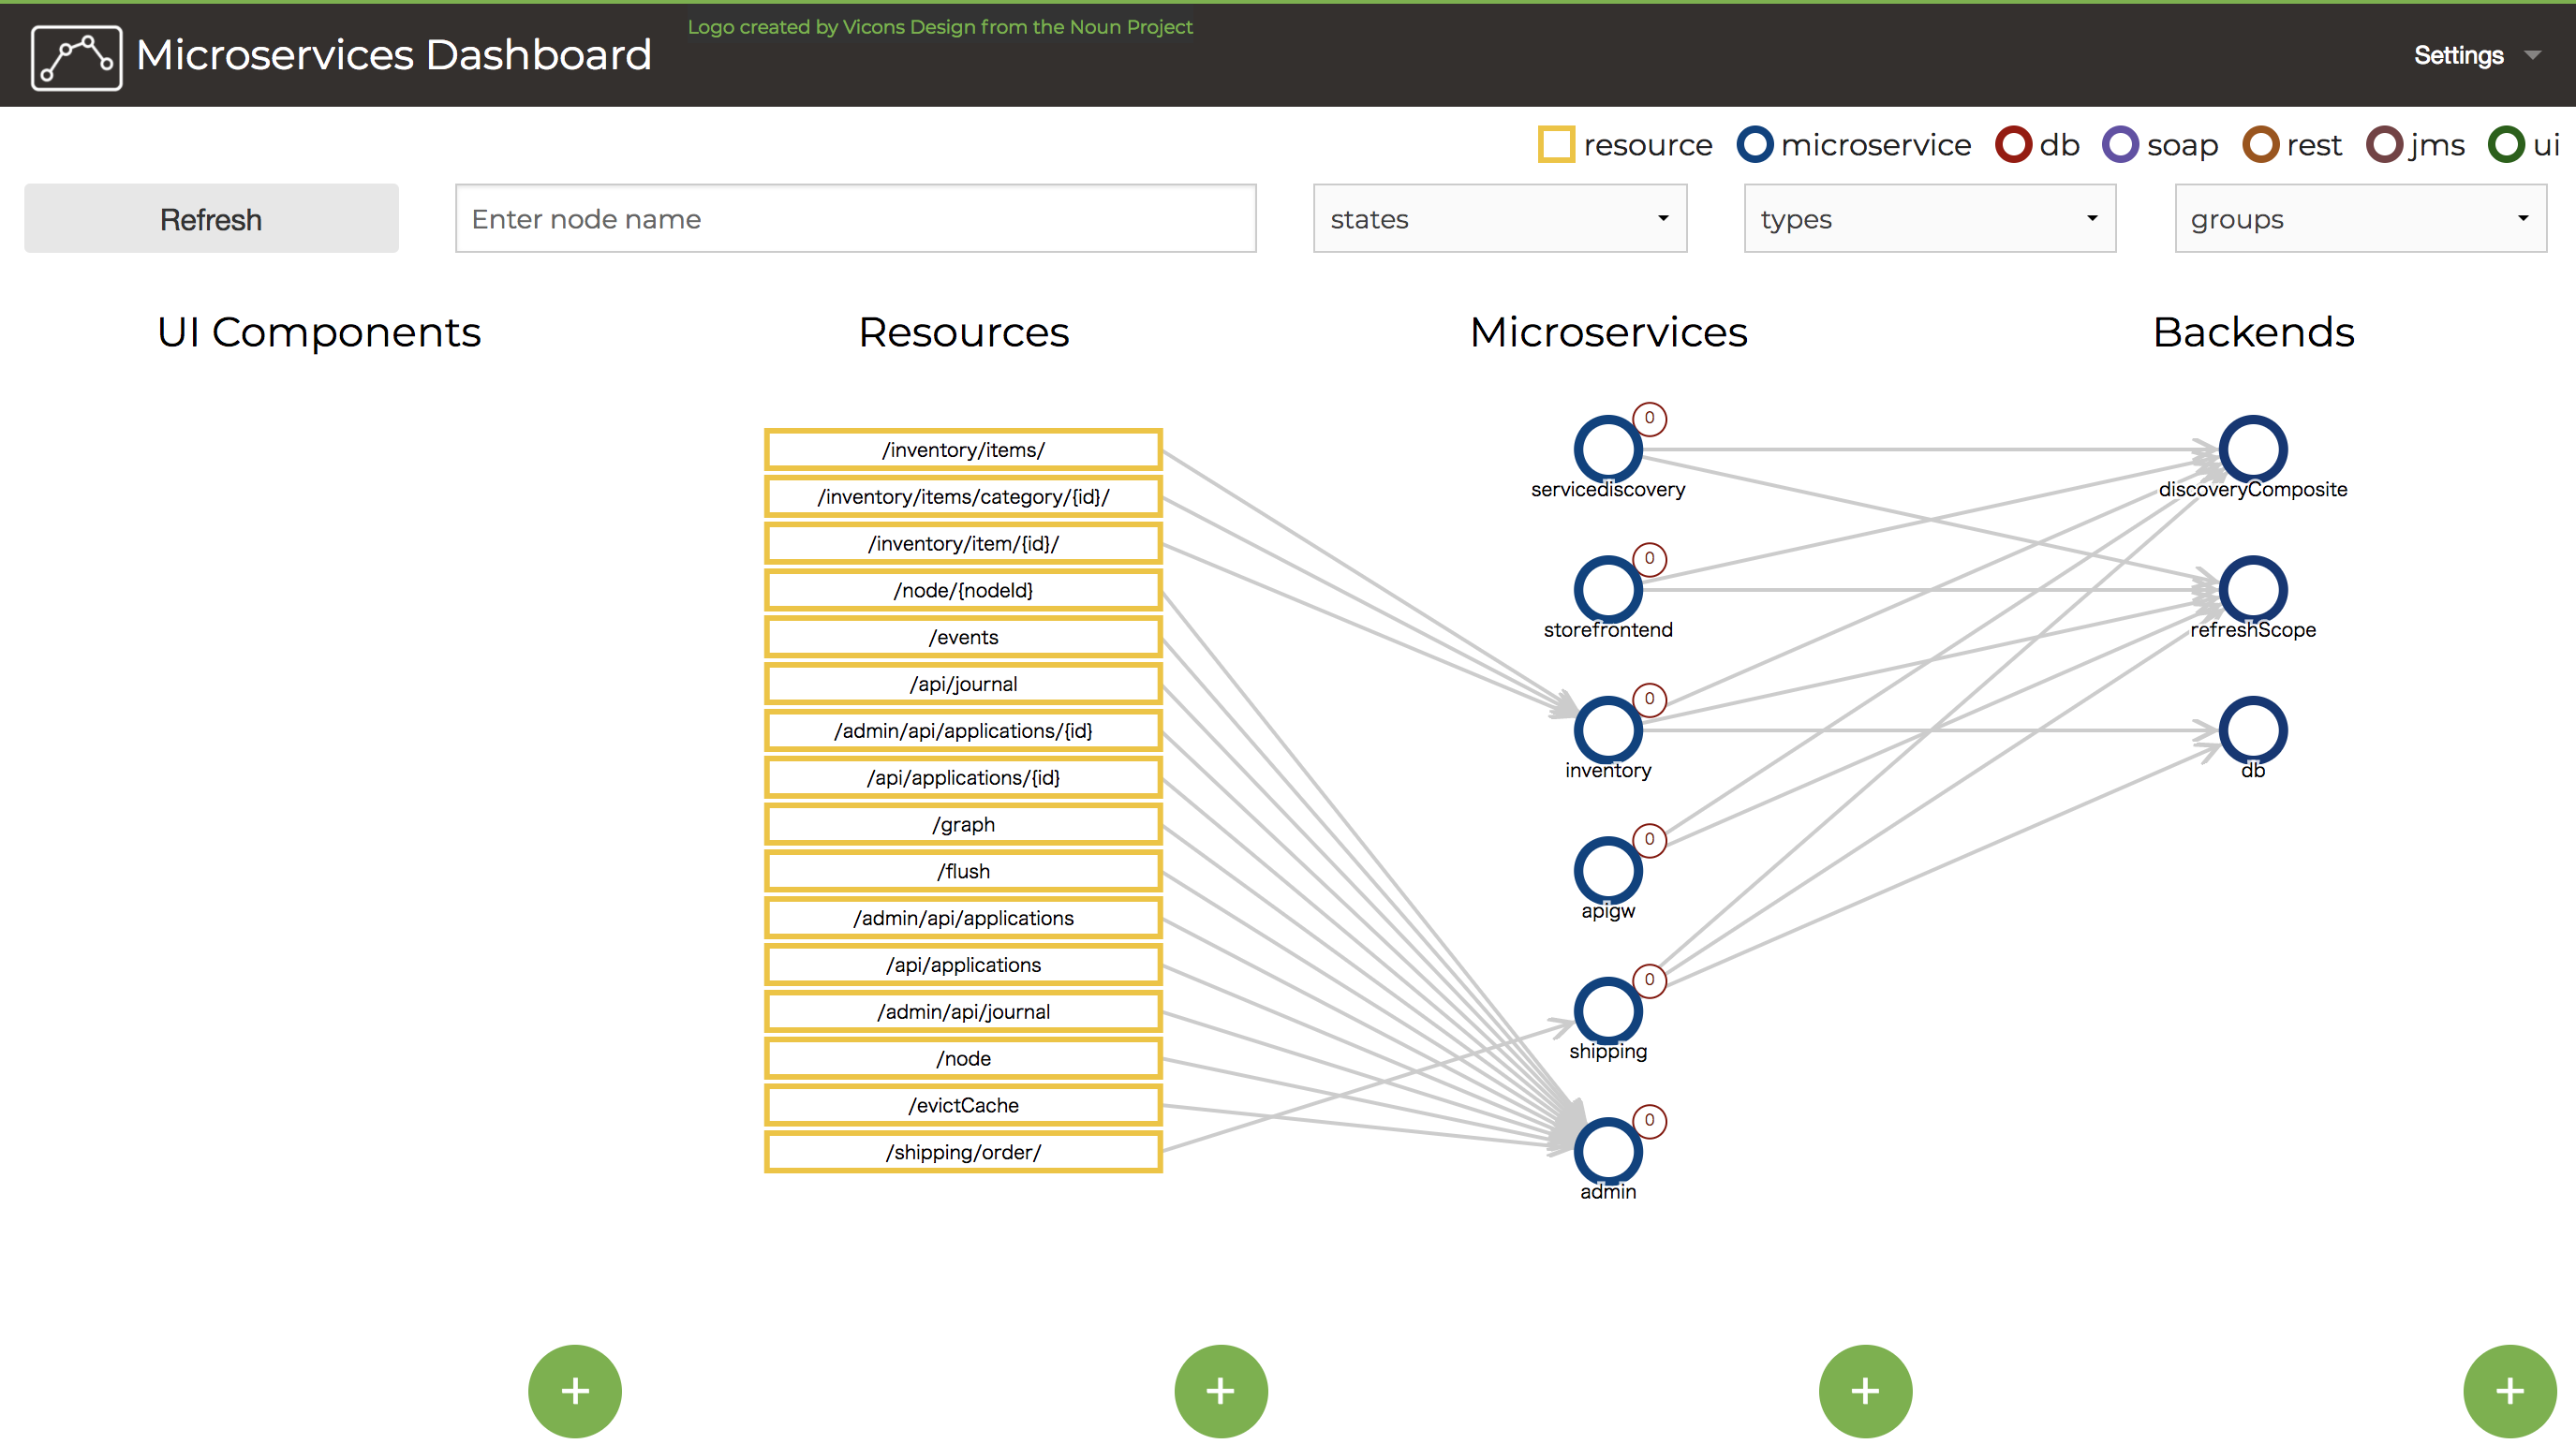 Logo created by Vicons Design from the Noun Project
Microservices Dashboard
Settings
resource microservice db soap rest jms ui
Refresh
Enter node name
states
types
groups
UI Components
Resources
Microservices
Backends
/inventory/items/
/inventory/items/category/{id}/
/inventory/item/{id}/
/node/{nodeId}
/events
/api/journal
/admin/api/applications/{id}
/api/applications/{id}
/graph
/flush
/admin/api/applications
/api/applications
/admin/api/journal
/node
/evictCache
/shipping/order/
0
servicediscovery
0
storefrontend
0
inventory
0
apigw
0
shipping
0
admin
discoveryComposite
refreshScope
db
+ + + +